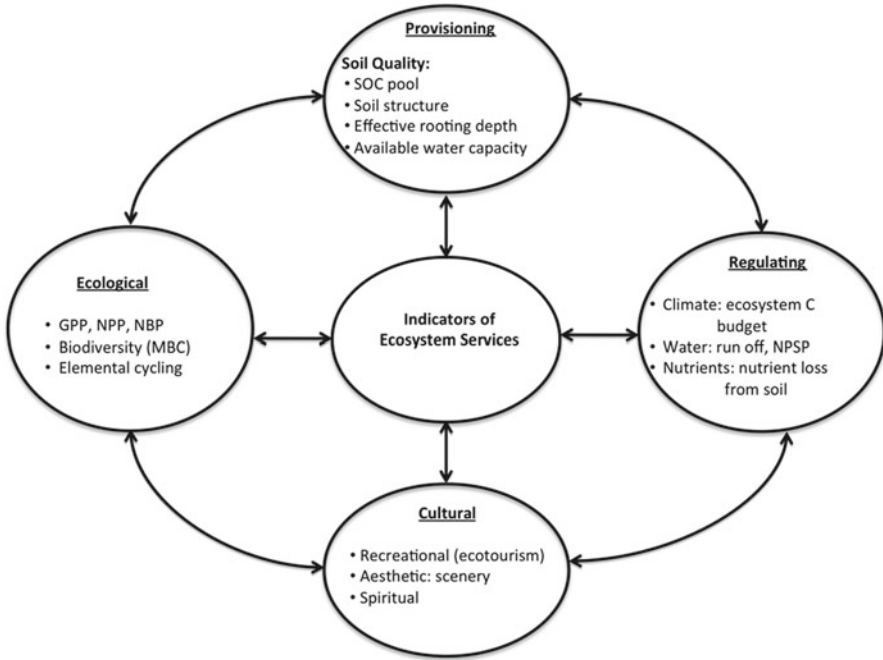 Provisioning
Soil Quality:
• SOC pool
• Soil structure
• Effective rooting depth
• Available water capacity
Ecological
• GPP, NPP, NBP
• Biodiversity (MBC)
• Elemental cycling
Indicators of
Ecosystem Services
Regulating
• Climate: ecosystem C
budget
• Water: run off, NPSP
• Nutrients: nutrient loss
from soil
Cultural
• Recreational (ecotourism)
• Aesthetic: scenery
• Spiritual